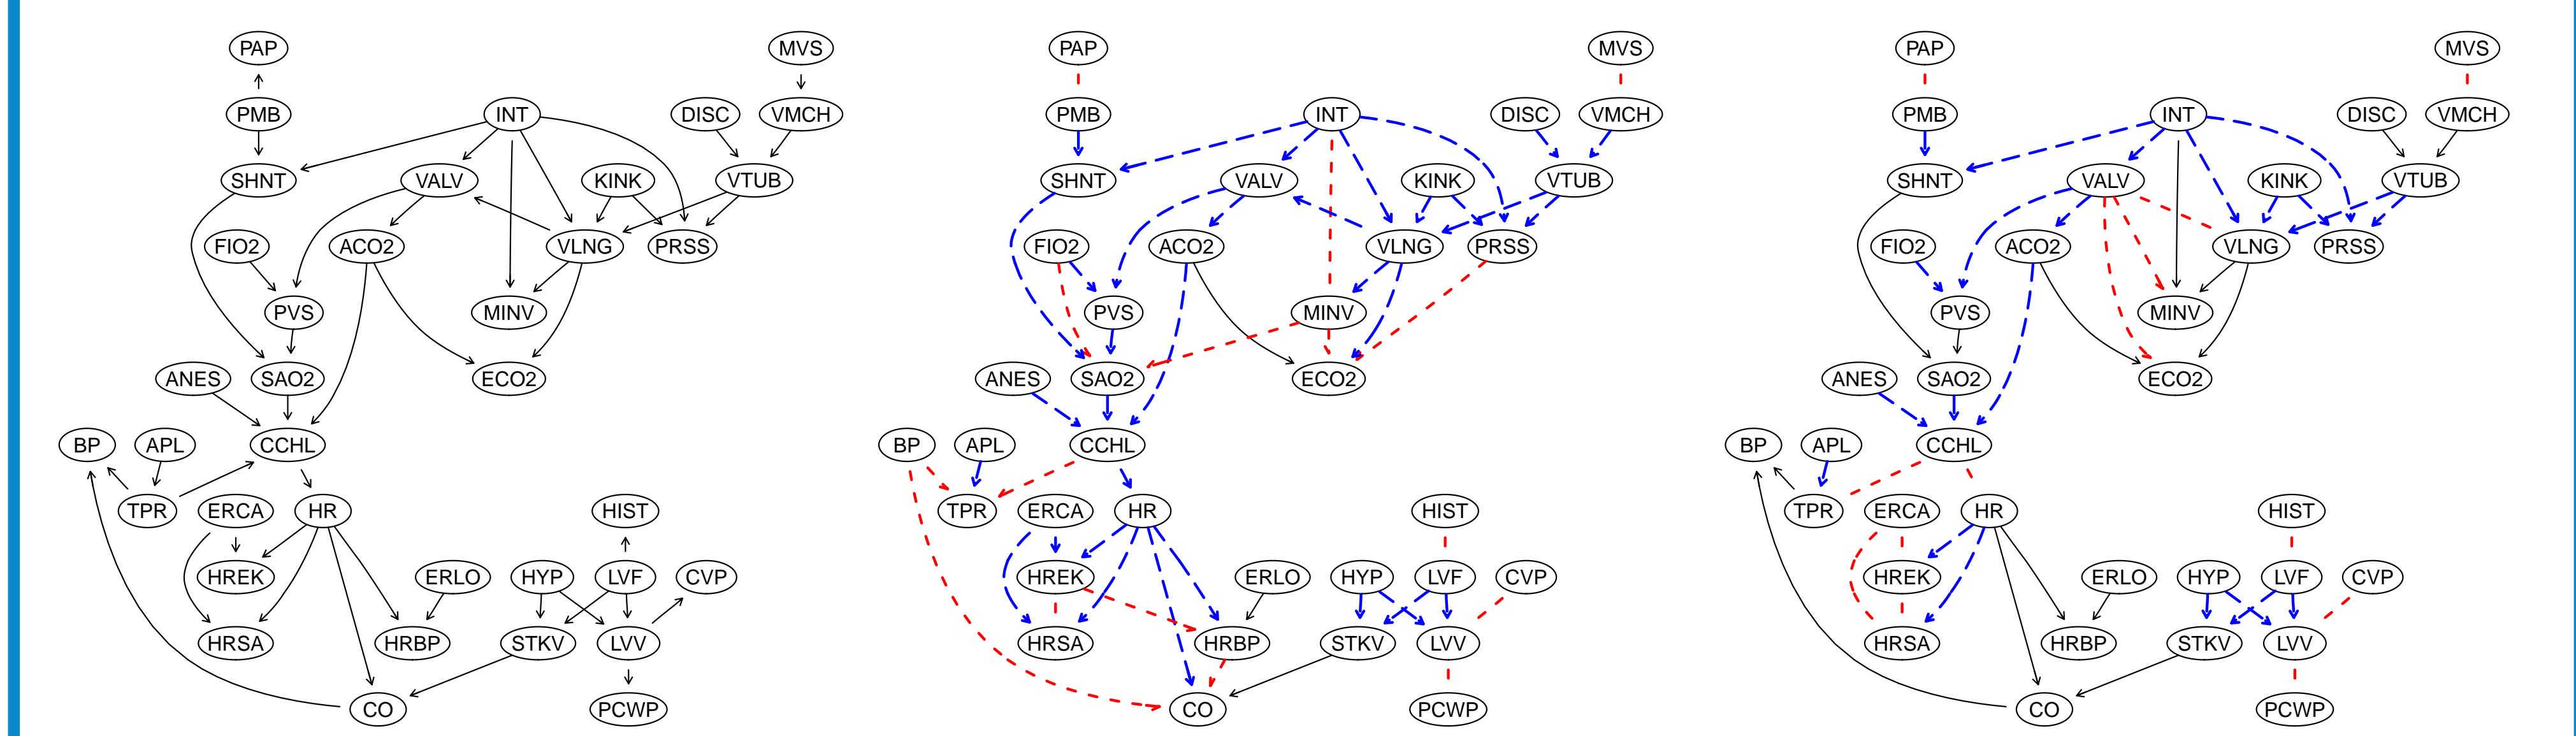 PAP MVS
PMB INT DISC VMCH
SHNT VALV KINK VTUB
FIO2 ACO2 VLNG PRSS
PVS MINV
ANES SAO2 ECO2
BP APL CCHL
TPR ERCA HR HIST
HREK ERLO HYP LVF CVP
HRSA HRBP STKV LVV
CO PCWP
PAP MVS
PMB INT DISC VMCH
SHNT VALV KINK VTUB
FIO2 ACO2 VLNG PRSS
PVS MINV
ANES SAO2 ECO2
BP APL CCHL
TPR ERCA HR HIST
HREK ERLO HYP LVF CVP
HRSA HRBP STKV LVV
CO PCWP
PAP MVS
PMB INT DISC VMCH
SHNT VALV KINK VTUB
FIO2 ACO2 VLNG PRSS
PVS MINV
ANES SAO2 ECO2
BP APL CCHL
TPR ERCA HR HIST
HREK ERLO HYP LVF CVP
HRSA HRBP STKV LVV
CO PCWP